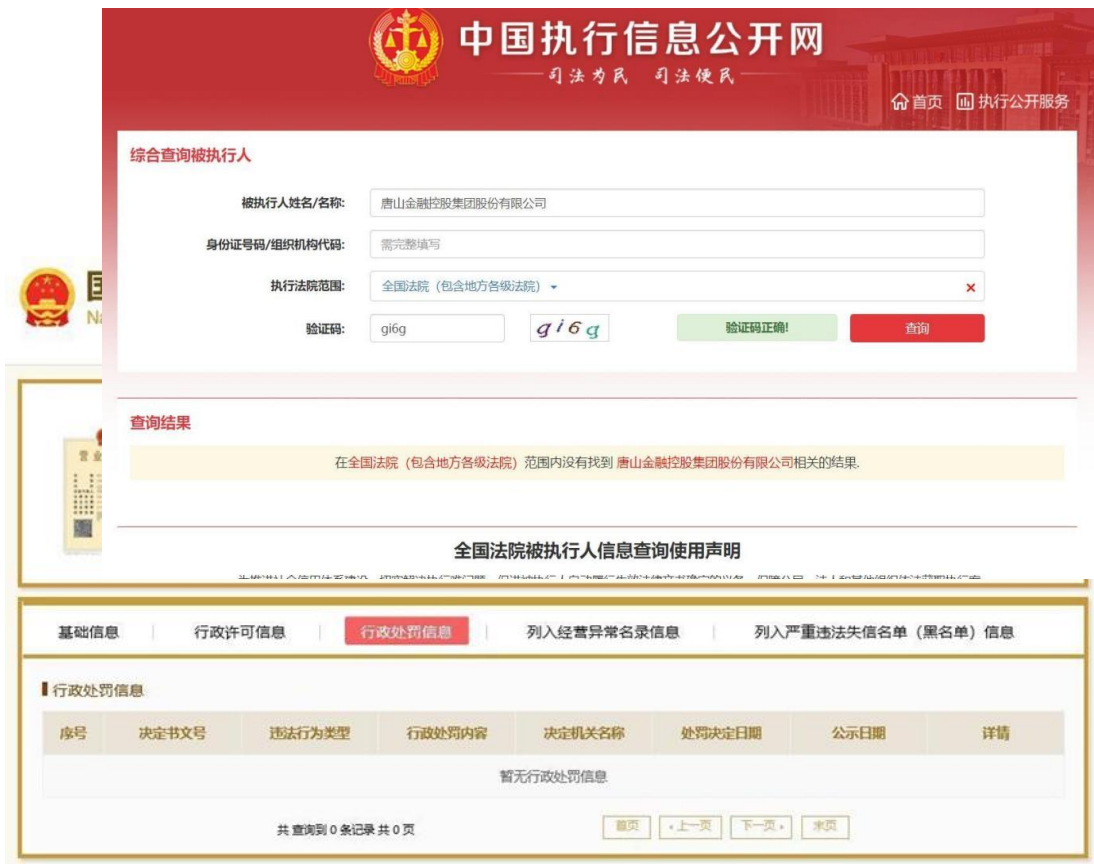 中国执行信息公开网
司法为民 司法便民
首页 执行公开服务
综合查询被执行人
被执行人姓名/名称: 唐山金融控股集团股份有限公司
身份证号码/组织机构代码: 需完整填写
执行法院范围: 全国法院（包含地方各级法院）
验证码: gi6g gi6g 验证码正确! 查询
Na
查询结果
在全国法院（包含地方各级法院）范围内没有找到 唐山金融控股集团股份有限公司相关的结果.
营业
全国法院被执行人信息查询使用声明
基础信息 行政许可信息 行政处罚信息 列入经营异常名录信息 列入严重违法失信名单（黑名单）信息
行政处罚信息
序号 决定书文号 违法行为类型 行政处罚内容 决定机关名称 处罚决定日期 公示日期 详情
暂无行政处罚信息
共 查询到 0 条记录 共 0 页 首页 上一页 下一页 末页